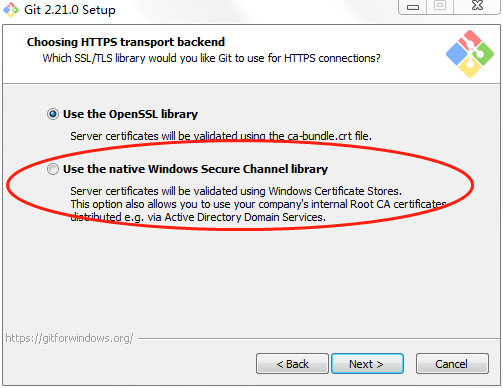 Git 2.21.0 Setup
Choosing HTTPS transport backend
Which SSL/TLS library would you like Git to use for HTTPS connections?
Use the OpenSSL library
Server certificates will be validated using the ca-bundle.crt file.
Use the native Windows Secure Channel library
Server certificates will be validated using Windows Certificate Stores.
This option also allows you to use your company's internal Root CA certificates
distributed e.g. via Active Directory Domain Services.
https://gitforwindows.org/
< Back
Next >
Cancel